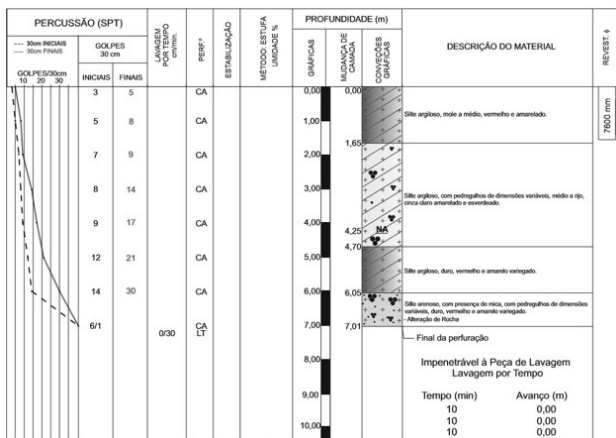 PERCUSSÃO (SPT)
30cm INICIAIS
30cm FINAIS
GOLPES/30cm
10 20 30
GOLPES
30 cm
INICIAIS FINAIS
LAVAGEM
POR TEMPO
cm/min.
PERF.º
ESTABILIZAÇÃO
MÉTODO: ESTUFA
UMIDADE %
PROFUNDIDADE (m)
GRÁFICAS
MUDANÇA DE
CAMADA
CONVEÇÕES
GRÁFICAS
DESCRIÇÃO DO MATERIAL
REVEST. ϕ
7600 mm
3 5 CA 0,00 0,00
Silte argiloso, mole a médio, vermelho e amarelado.
5 8 CA 1,00
1,65
7 9 CA 2,00
8 14 CA 3,00
Silte argiloso, com pedregulhos de dimensões variáveis, médio a rijo,
cinza claro amarelado e esverdeado.
9 17 CA 4,00
4,25 NA
4,70
12 21 CA 5,00
Silte argiloso, duro, vermelho e amarelo variegado.
14 30 CA 6,00 6,05
Silte arenoso, com presença de mica, com pedregulhos de dimensões
variáveis, duro, vermelho e amarelo variegado.
- Alteração de Rocha
6/1 CA 7,00 7,01
0/30 LT
Final da perfuração
8,00
Impenetrável à Peça de Lavagem
Lavagem por Tempo
9,00
Tempo (min) Avanço (m)
10 0,00
10 0,00
10,00
10 0,00